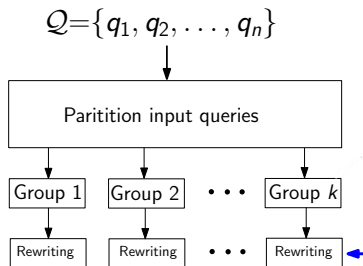 Q={q₁, q₂, . . . , qₙ}
Paritition input queries
Group 1 Group 2 • • • Group k
Rewriting Rewriting • • • Rewriting